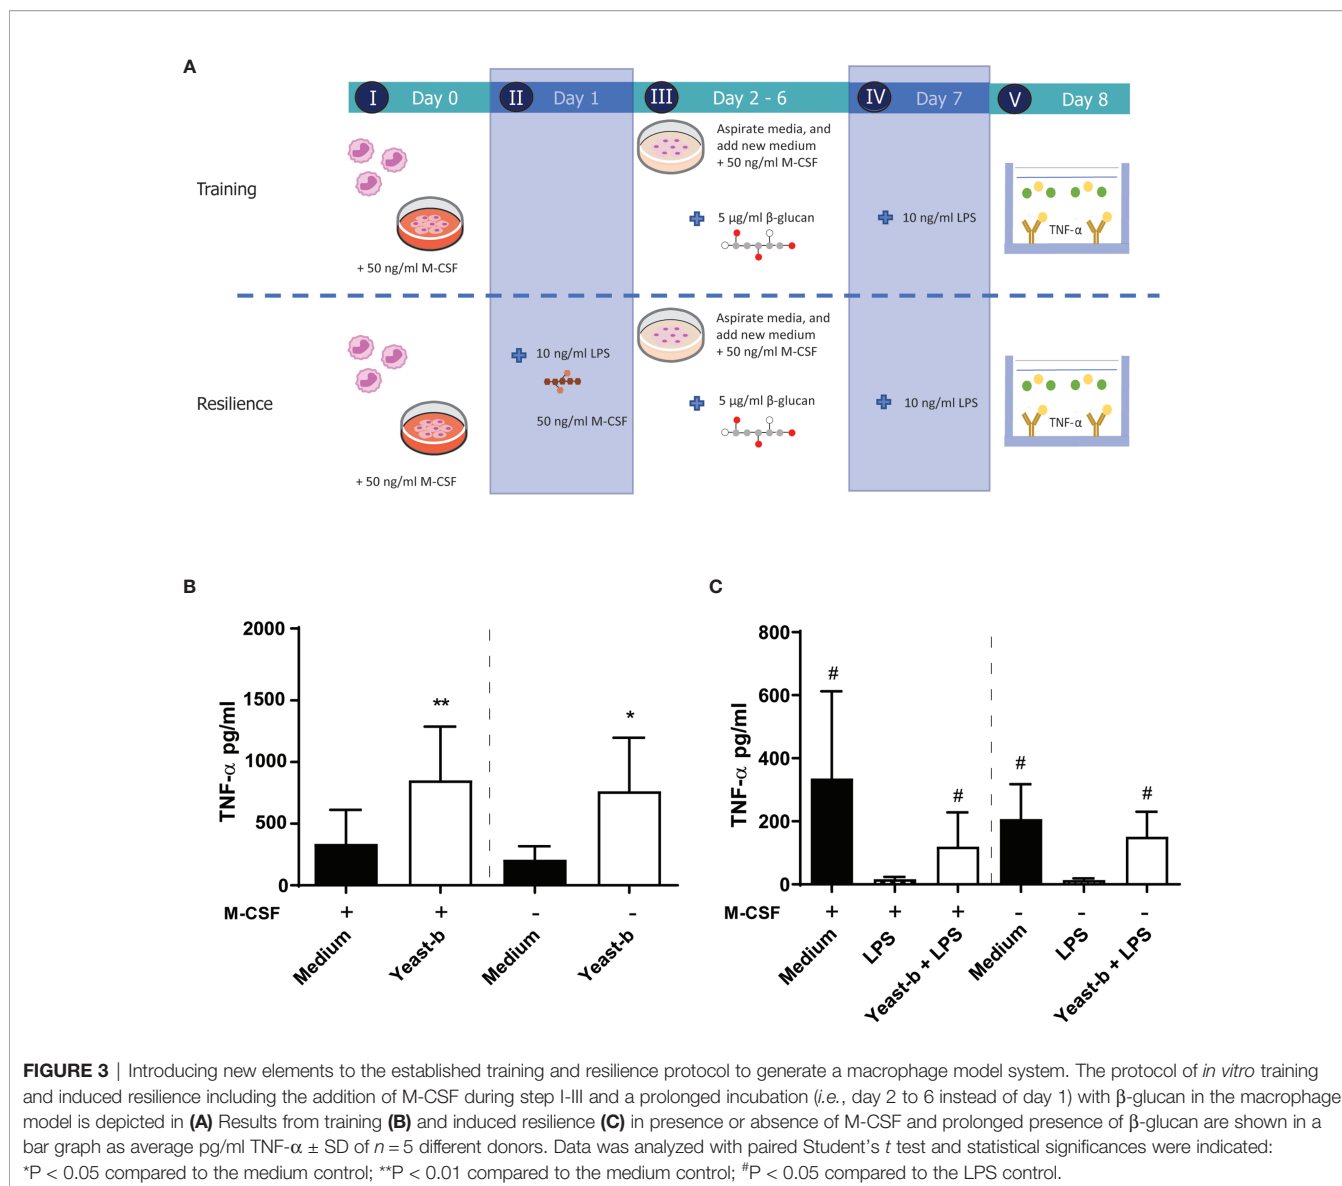 A
I Day 0 II Day 1 III Day 2 - 6 IV Day 7 V Day 8
Training
+ 50 ng/ml M-CSF
Aspirate media, and
add new medium
+ 50 ng/ml M-CSF
5 µg/ml β-glucan
10 ng/ml LPS
TNF-α
Resilience
+ 50 ng/ml M-CSF
10 ng/ml LPS
50 ng/ml M-CSF
Aspirate media, and
add new medium
+ 50 ng/ml M-CSF
5 µg/ml β-glucan
10 ng/ml LPS
TNF-α
B
TNF-α pg/ml
2000
1500
1000
500
0
**
*
M-CSF + + - -
Medium Yeast-b Medium Yeast-b
C
TNF-α pg/ml
800
600
400
200
0
# # # #
+ + + - - -
Medium LPS Yeast-b + LPS Medium LPS Yeast-b + LPS
FIGURE 3 | Introducing new elements to the established training and resilience protocol to generate a macrophage model system. The protocol of in vitro training
and induced resilience including the addition of M-CSF during step I-III and a prolonged incubation (i.e., day 2 to 6 instead of day 1) with β-glucan in the macrophage
model is depicted in (A) Results from training (B) and induced resilience (C) in presence or absence of M-CSF and prolonged presence of β-glucan are shown in a
bar graph as average pg/ml TNF-α ± SD of n = 5 different donors. Data was analyzed with paired Student's t test and statistical significances were indicated:
*P < 0.05 compared to the medium control; **P < 0.01 compared to the medium control; #P < 0.05 compared to the LPS control.